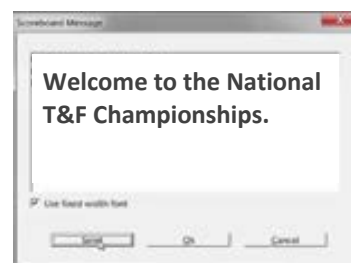 Scoreboard Message
Welcome to the National
T&F Championships.
Use fixed width font
Send Ok Cancel